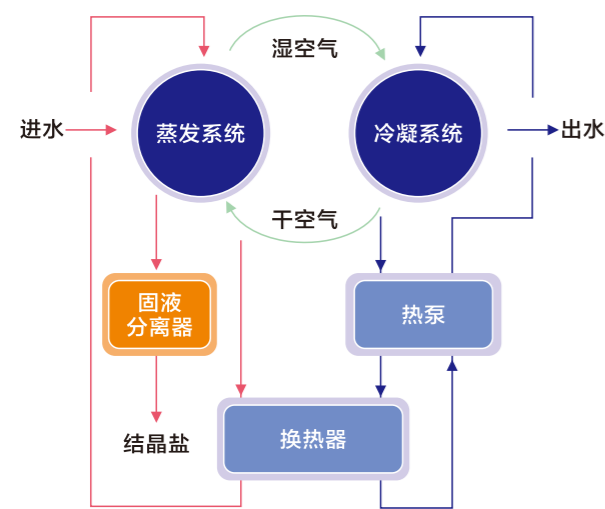 湿空气
进水
蒸发系统
冷凝系统
出水
干空气
固液
分离器
热泵
结晶盐
换热器